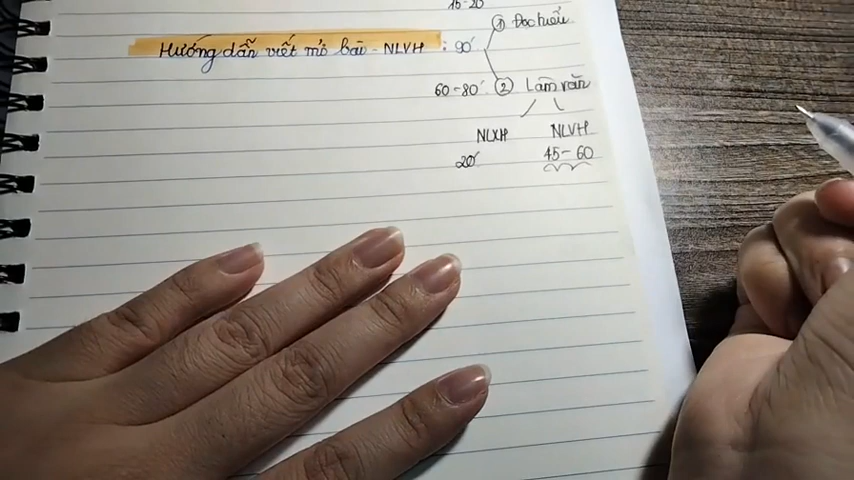 15-20
① Đọc hiểu
Hướng dẫn viết mở bài - NLVH : 90'
60-80' ② Làm văn
NLXH NLVH
20' 45-60